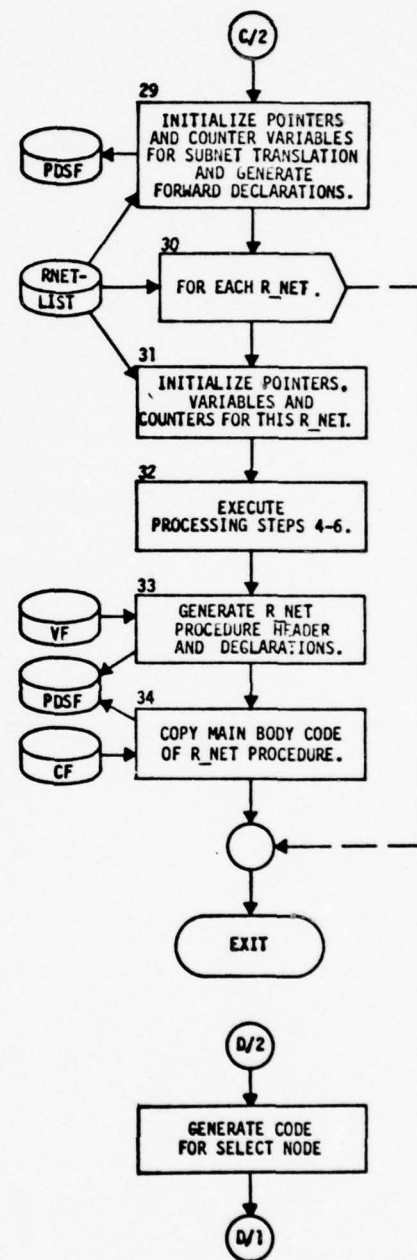 C/2
29
INITIALIZE POINTERS
AND COUNTER VARIABLES
FOR SUBNET TRANSLATION
AND GENERATE
FORWARD DECLARATIONS.
PDSF
30
FOR EACH R_NET.
RNET-
LIST
31
INITIALIZE POINTERS,
VARIABLES AND
COUNTERS FOR THIS R_NET.
32
EXECUTE
PROCESSING STEPS 4-6.
33
GENERATE R_NET
PROCEDURE HEADER
AND DECLARATIONS.
VF
PDSF
34
COPY MAIN BODY CODE
OF R_NET PROCEDURE.
CF
EXIT
D/2
GENERATE CODE
FOR SELECT NODE
D/1